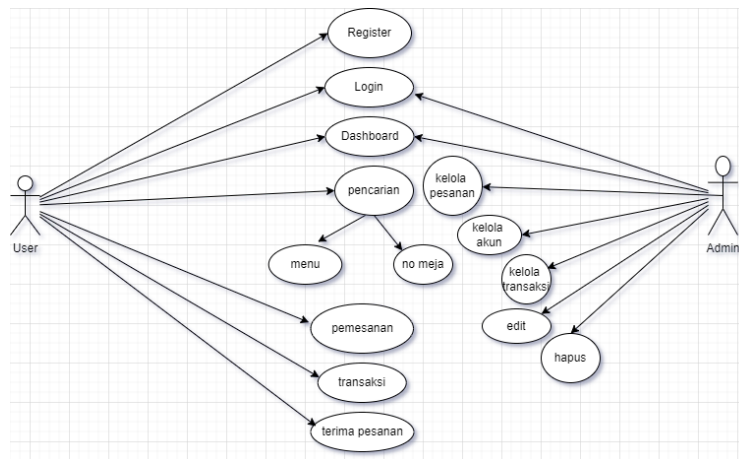 Register
Login
Dashboard
pencarian
kelola
pesanan
User
Admin
kelola
akun
menu
no meja
kelola
transaksi
pemesanan
edit
hapus
transaksi
terima pesanan